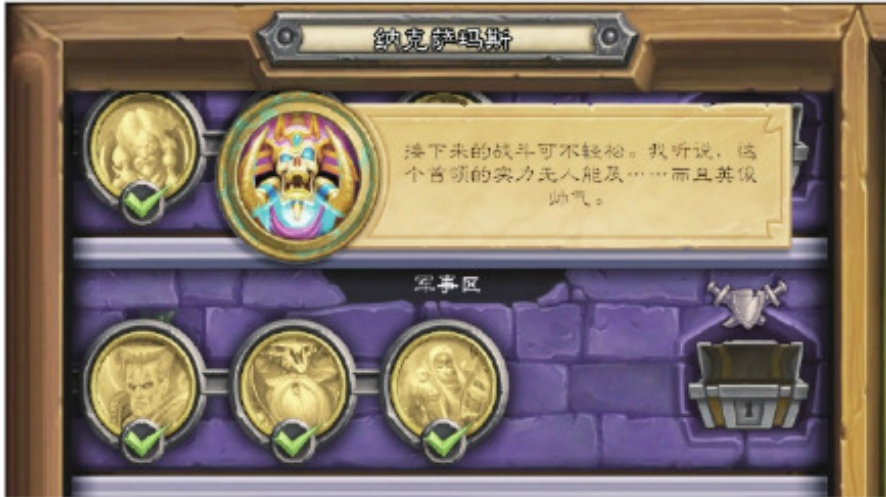 纳克萨玛斯
接下来的战斗可不轻松。我听说，这
个首领的实力无人能及……而且英俊
帅气。
军事区